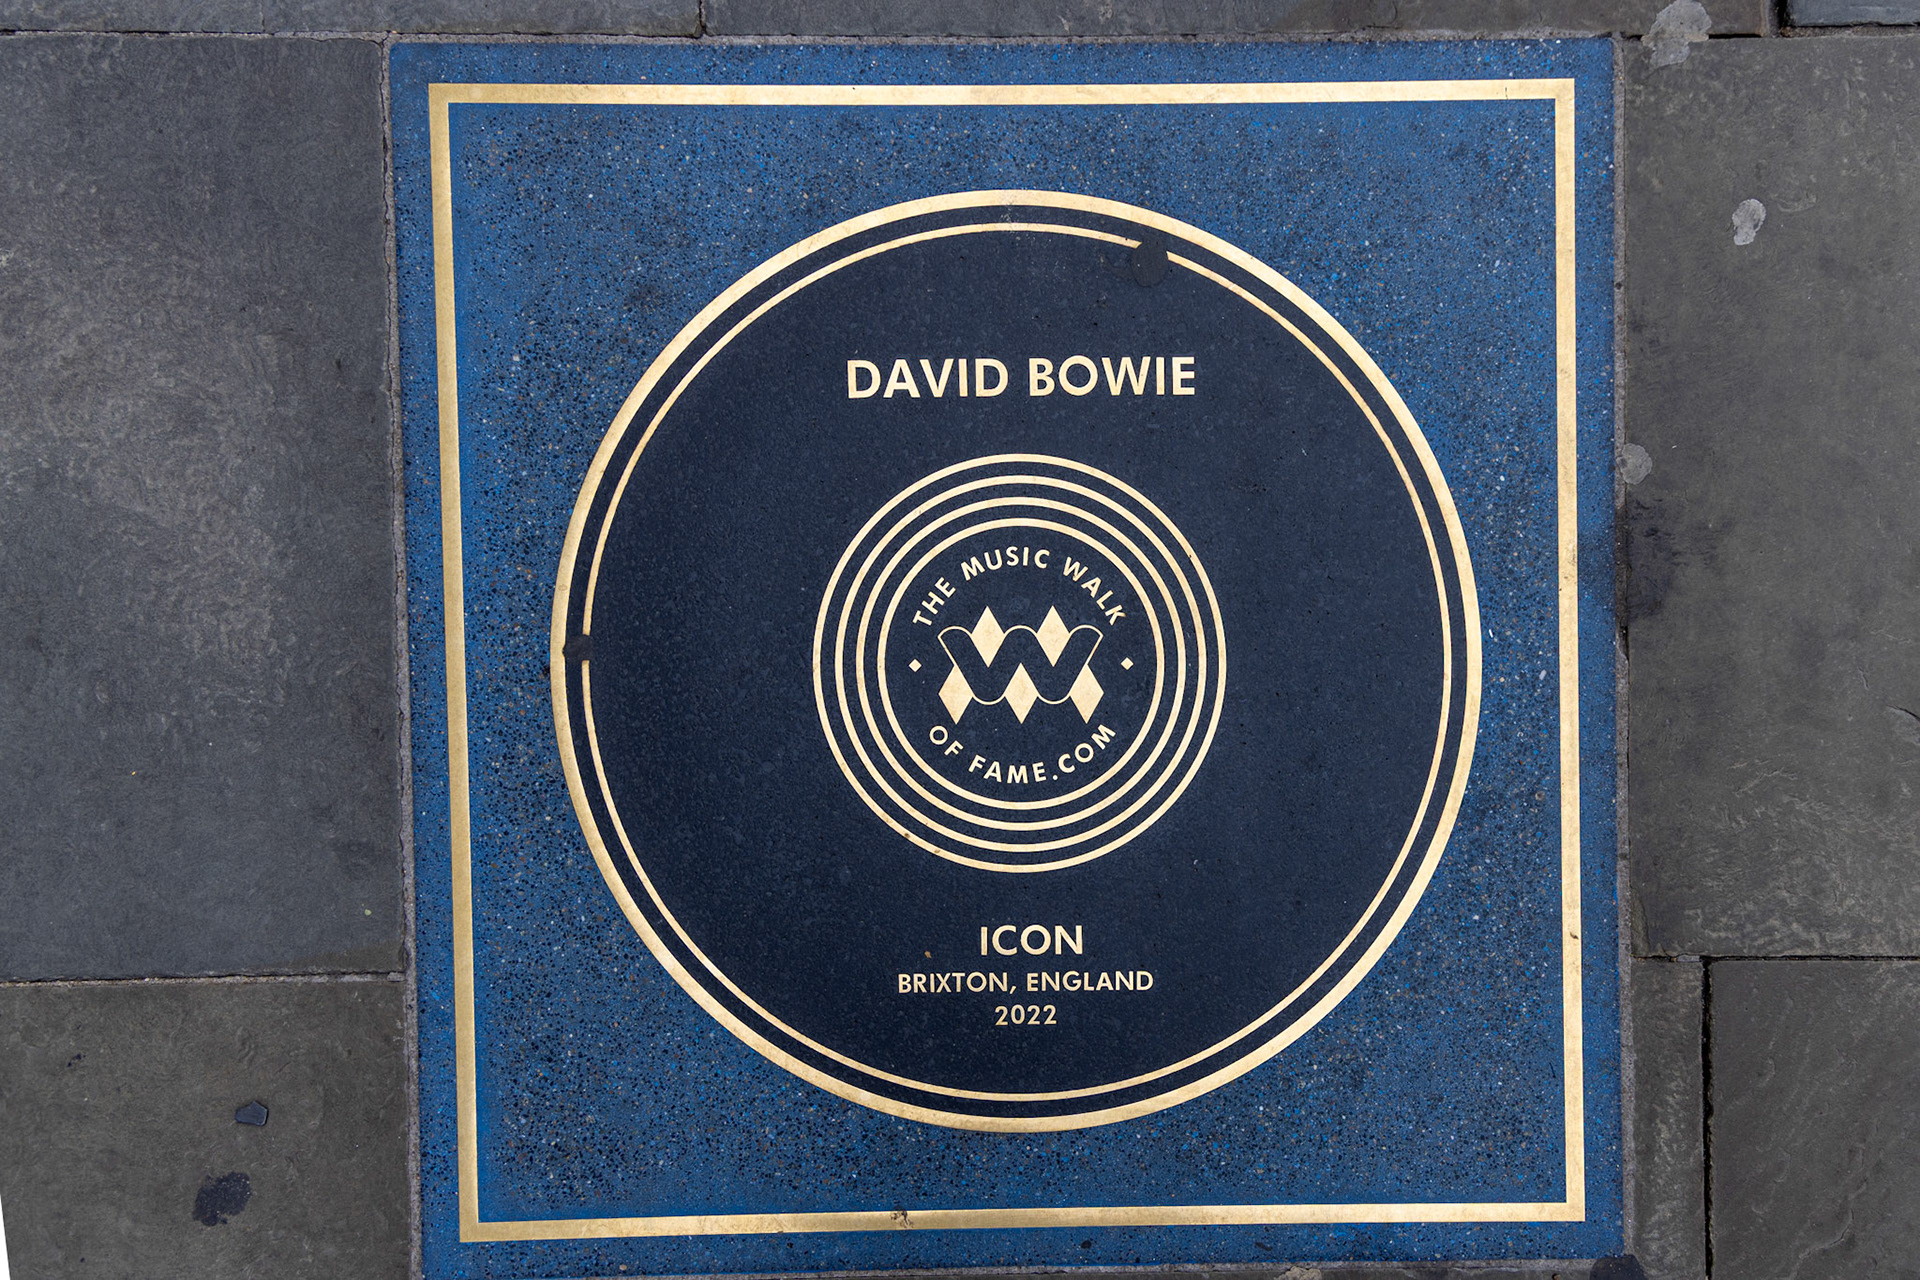 DAVID BOWIE
THE MUSIC WALK
OF FAME.COM
ICON
BRIXTON, ENGLAND
2022